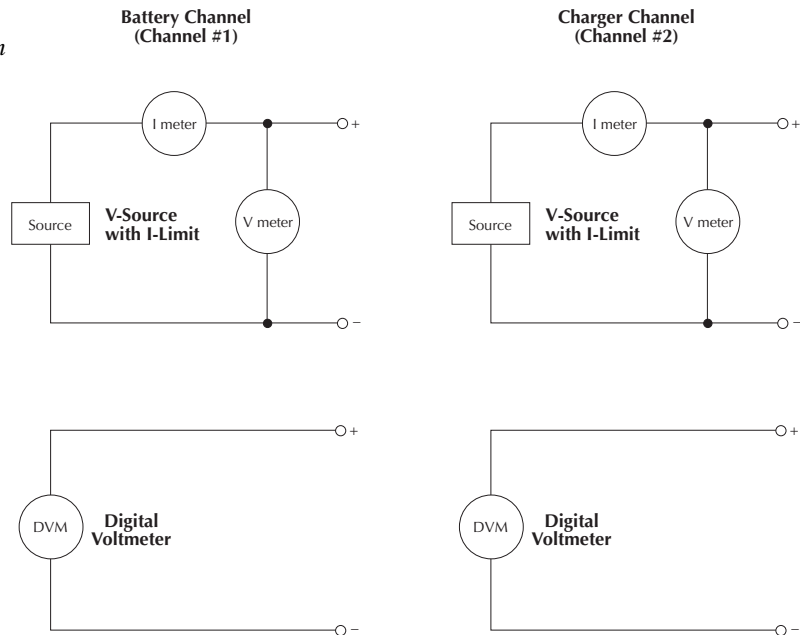 n
Battery Channel
(Channel #1)
I meter
+
Source
V-Source
with I-Limit
V meter
–
Charger Channel
(Channel #2)
I meter
+
Source
V-Source
with I-Limit
V meter
–
+
DVM
Digital
Voltmeter
–
+
DVM
Digital
Voltmeter
–